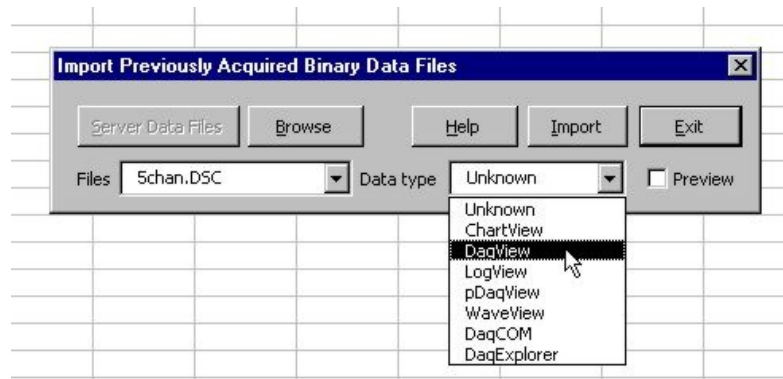 Import Previously Acquired Binary Data Files
Server Data Files Browse Help Import Exit
Files 5chan.DSC Data type Unknown Preview
Unknown
ChartView
DaqView
LogView
pDaqView
WaveView
DaqCOM
DaqExplorer